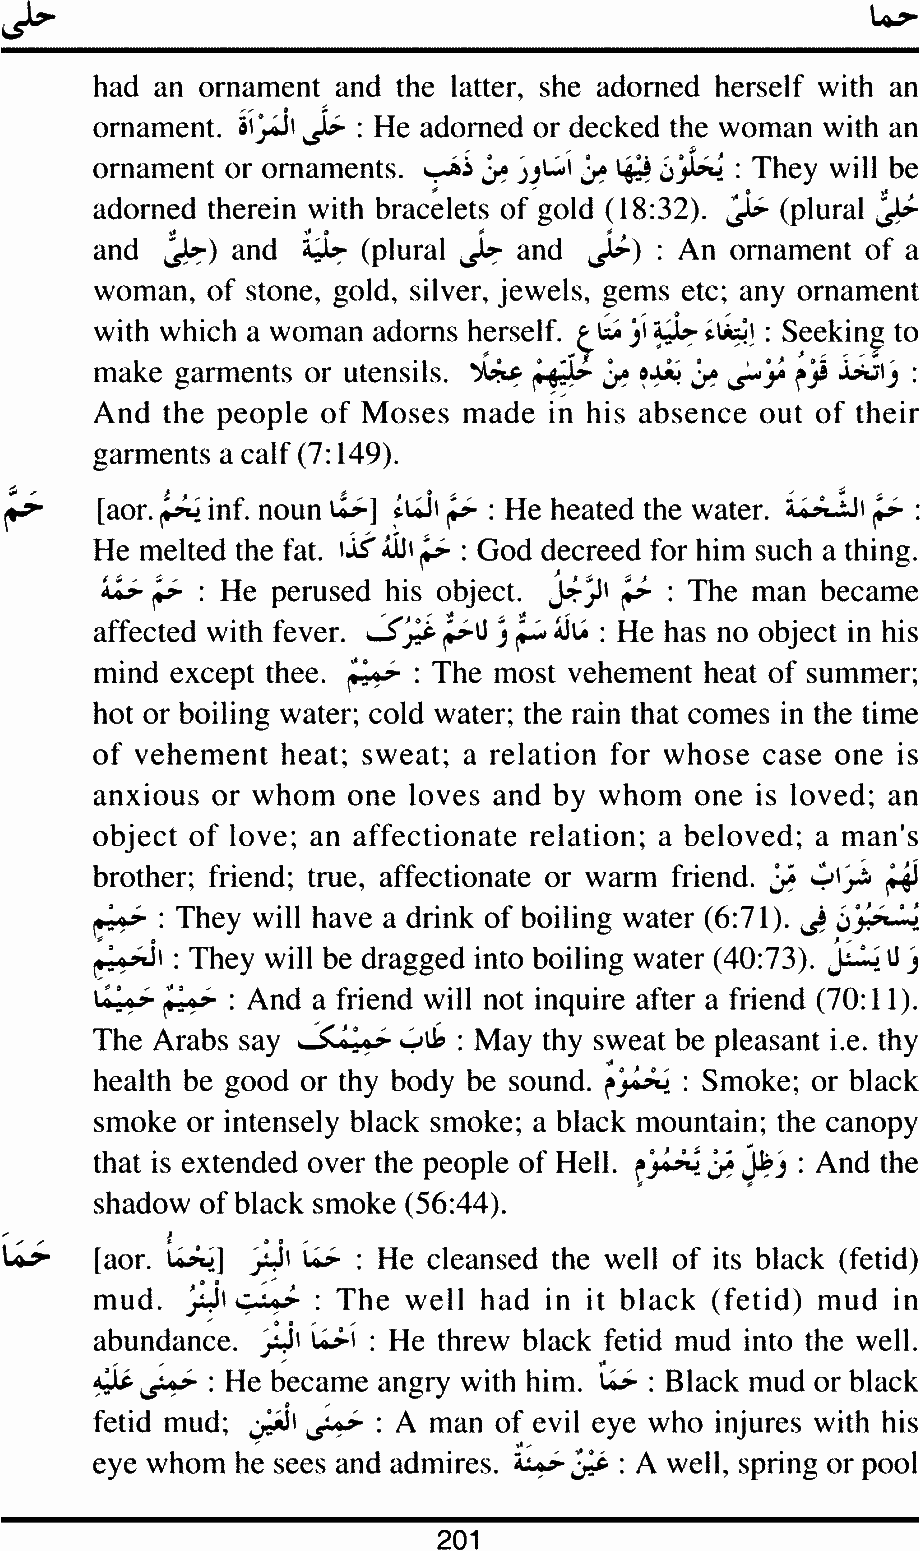 حلى حما
had an ornament and the latter, she adorned herself with an
ornament. حَلَّى الْمَرْأَةَ : He adorned or decked the woman with an
ornament or ornaments. يُحَلَّوْنَ فِيْهَا مِنْ اَسَاوِرَ مِنْ ذَهَبٍ : They will be
adorned therein with bracelets of gold (18:32). حَلْىٌ (plural حُلِىٌّ
and حِلِىٌّ) and حِلْيَةٌ (plural حِلًى and حُلًى) : An ornament of a
woman, of stone, gold, silver, jewels, gems etc; any ornament
with which a woman adorns herself. اِبْتِغَاءَ حِلْيَةٍ اَوْ مَتَاعٍ : Seeking to
make garments or utensils. وَاتَّخَذَ قَوْمُ مُوْسٰى مِنْ بَعْدِهٖ مِنْ حُلِيِّهِمْ عِجْلًا :
And the people of Moses made in his absence out of their
garments a calf (7:149).
حَمَّ [aor. يَحُمُّ inf. noun حَمًّا] حَمَّ الْمَاءَ : He heated the water. حَمَّ الشَّحْمَةَ :
He melted the fat. حَمَّ اللّٰهُ كَذَا : God decreed for him such a thing.
حَمَّ حَمَّهُ : He perused his object. حُمَّ الرَّجُلُ : The man became
affected with fever. مَالَهُ سَمٌّ وَّ لَاحَمٌّ غَيْرُكَ : He has no object in his
mind except thee. حَمِيْمٌ : The most vehement heat of summer;
hot or boiling water; cold water; the rain that comes in the time
of vehement heat; sweat; a relation for whose case one is
anxious or whom one loves and by whom one is loved; an
object of love; an affectionate relation; a beloved; a man's
brother; friend; true, affectionate or warm friend. لَهُمْ شَرَابٌ مِّنْ
حَمِيْمٍ : They will have a drink of boiling water (6:71). يُسْحَبُوْنَ فِى
الْحَمِيْمِ : They will be dragged into boiling water (40:73). وَ لَا يَسْئَلُ
حَمِيْمٌ حَمِيْمًا : And a friend will not inquire after a friend (70:11).
The Arabs say طَابَ حَمِيْمُكَ : May thy sweat be pleasant i.e. thy
health be good or thy body be sound. يَحْمُوْمٌ : Smoke; or black
smoke or intensely black smoke; a black mountain; the canopy
that is extended over the people of Hell. وَظِلٍّ مِّنْ يَّحْمُوْمٍ : And the
shadow of black smoke (56:44).
حَمَأَ [aor. يَحْمَأُ] حَمَأَ الْبِئْرَ : He cleansed the well of its black (fetid)
mud. حُمِئَتِ الْبِئْرُ : The well had in it black (fetid) mud in
abundance. اَحْمَأَ الْبِئْرَ : He threw black fetid mud into the well.
حَمِئَى عَلَيْهِ : He became angry with him. حَمَأٌ : Black mud or black
fetid mud; حَمِئَى الْعَيْنِ : A man of evil eye who injures with his
eye whom he sees and admires. عَيْنٌ حَمِئَةٌ : A well, spring or pool
201